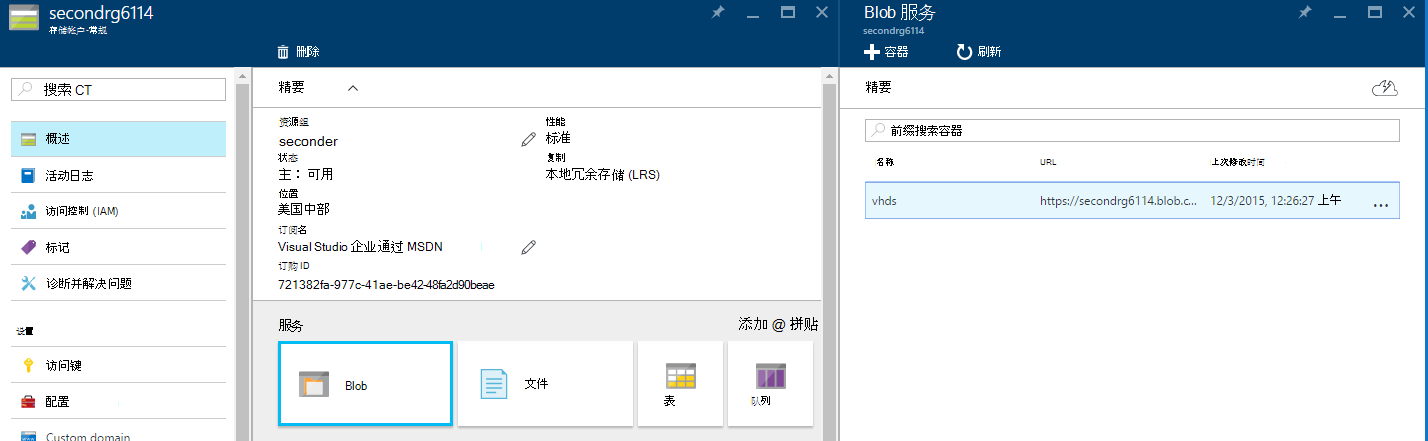 secondrg6114
存储帐户-常规
删除
搜索 CT
概述
活动日志
访问控制 (IAM)
标记
诊断并解决问题
设置
访问键
配置
Custom domain
精要
资源组
seconder
状态
主：可用
位置
美国中部
订阅名
Visual Studio 企业通过 MSDN
订购 ID
721382fa-977c-41ae-be42-48fa2d90beae
性能
标准
复制
本地冗余存储 (LRS)
服务
添加 @ 拼贴
Blob
文件
表
队列
Blob 服务
secondrg6114
容器
刷新
精要
前缀搜索容器
名称 URL 上次修改时间
vhds https://secondrg6114.blob.c... 12/3/2015, 12:26:27 上午 ...